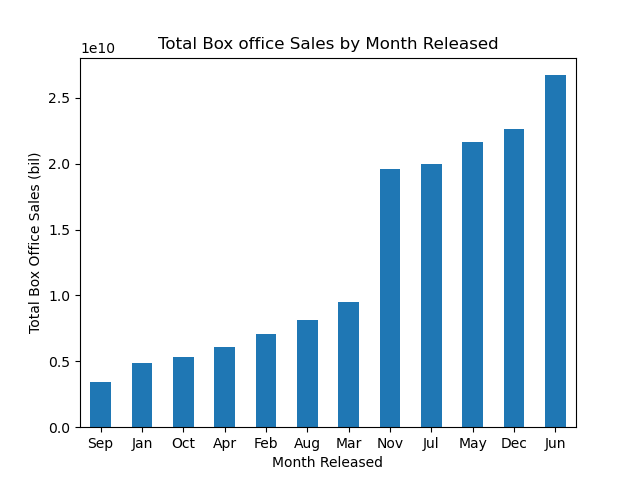 Total Box office Sales by Month Released
1e10
Total Box Office Sales (bil)
2.5
2.0
1.5
1.0
0.5
0.0
Sep Jan Oct Apr Feb Aug Mar Nov Jul May Dec Jun
Month Released